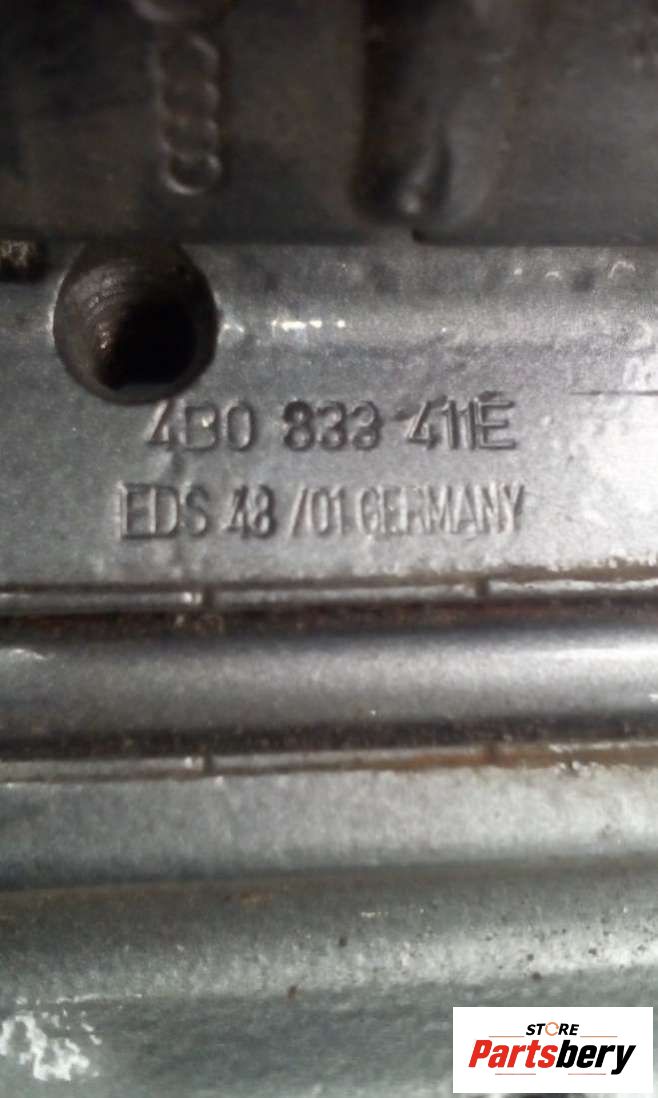 4B0 833 411E
EDS 48 /01 GERMANY
STORE
Partsbery